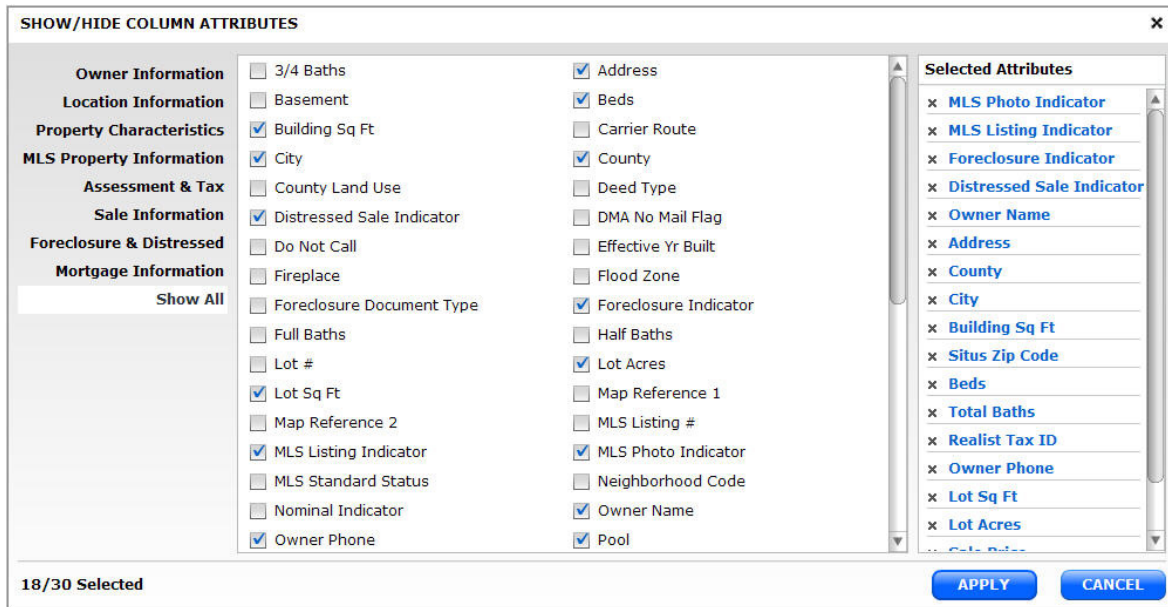 SHOW/HIDE COLUMN ATTRIBUTES
Owner Information
Location Information
Property Characteristics
MLS Property Information
Assessment & Tax
Sale Information
Foreclosure & Distressed
Mortgage Information
Show All
3/4 Baths Address
Basement Beds
Building Sq Ft Carrier Route
City County
County Land Use Deed Type
Distressed Sale Indicator DMA No Mail Flag
Do Not Call Effective Yr Built
Fireplace Flood Zone
Foreclosure Document Type Foreclosure Indicator
Full Baths Half Baths
Lot # Lot Acres
Lot Sq Ft Map Reference 1
Map Reference 2 MLS Listing #
MLS Listing Indicator MLS Photo Indicator
MLS Standard Status Neighborhood Code
Nominal Indicator Owner Name
Owner Phone Pool
Selected Attributes
MLS Photo Indicator
MLS Listing Indicator
Foreclosure Indicator
Distressed Sale Indicator
Owner Name
Address
County
City
Building Sq Ft
Situs Zip Code
Beds
Total Baths
Realist Tax ID
Owner Phone
Lot Sq Ft
Lot Acres
Sale Price
18/30 Selected
APPLY CANCEL